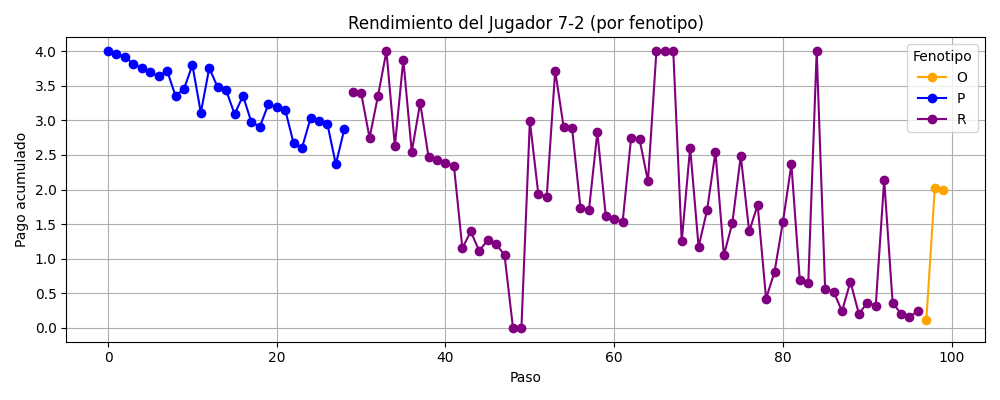 Rendimiento del Jugador 7-2 (por fenotipo)
Pago acumulado
4.0
3.5
3.0
2.5
2.0
1.5
1.0
0.5
0.0
Fenotipo
O
P
R
0
20
40
60
80
100
Paso